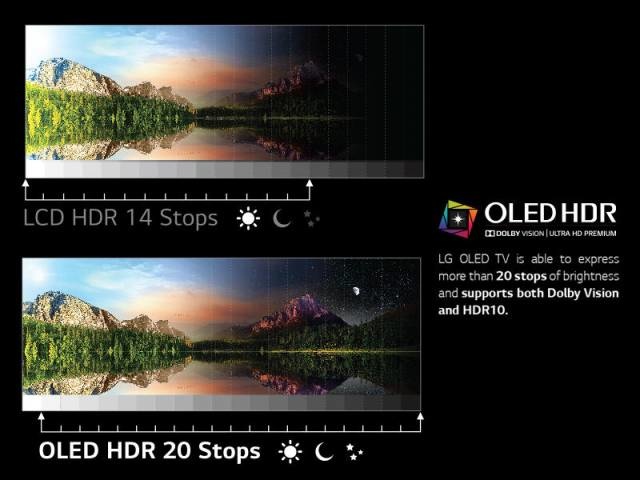 LCD HDR 14 Stops
OLED HDR
DOLBY VISION | ULTRA HD PREMIUM
LG OLED TV is able to express
more than 20 stops of brightness
and supports both Dolby Vision
and HDR10.
OLED HDR 20 Stops